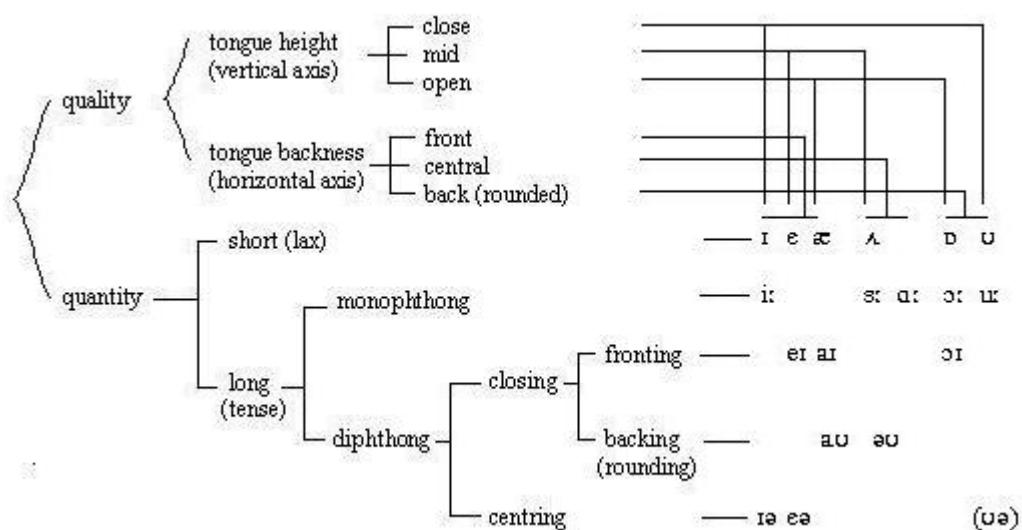 close
tongue height
(vertical axis)
mid
open
quality
front
tongue backness
(horizontal axis)
central
back (rounded)
short (lax)
ɪ ɛ æ ʌ ɒ ʊ
quantity
monophthong
iː ɜː ɑː ɔː uː
fronting
eɪ aɪ ɔɪ
long
(tense)
closing
diphthong
backing
(rounding)
aʊ əʊ
centring
ɪə ɛə (ʊə)